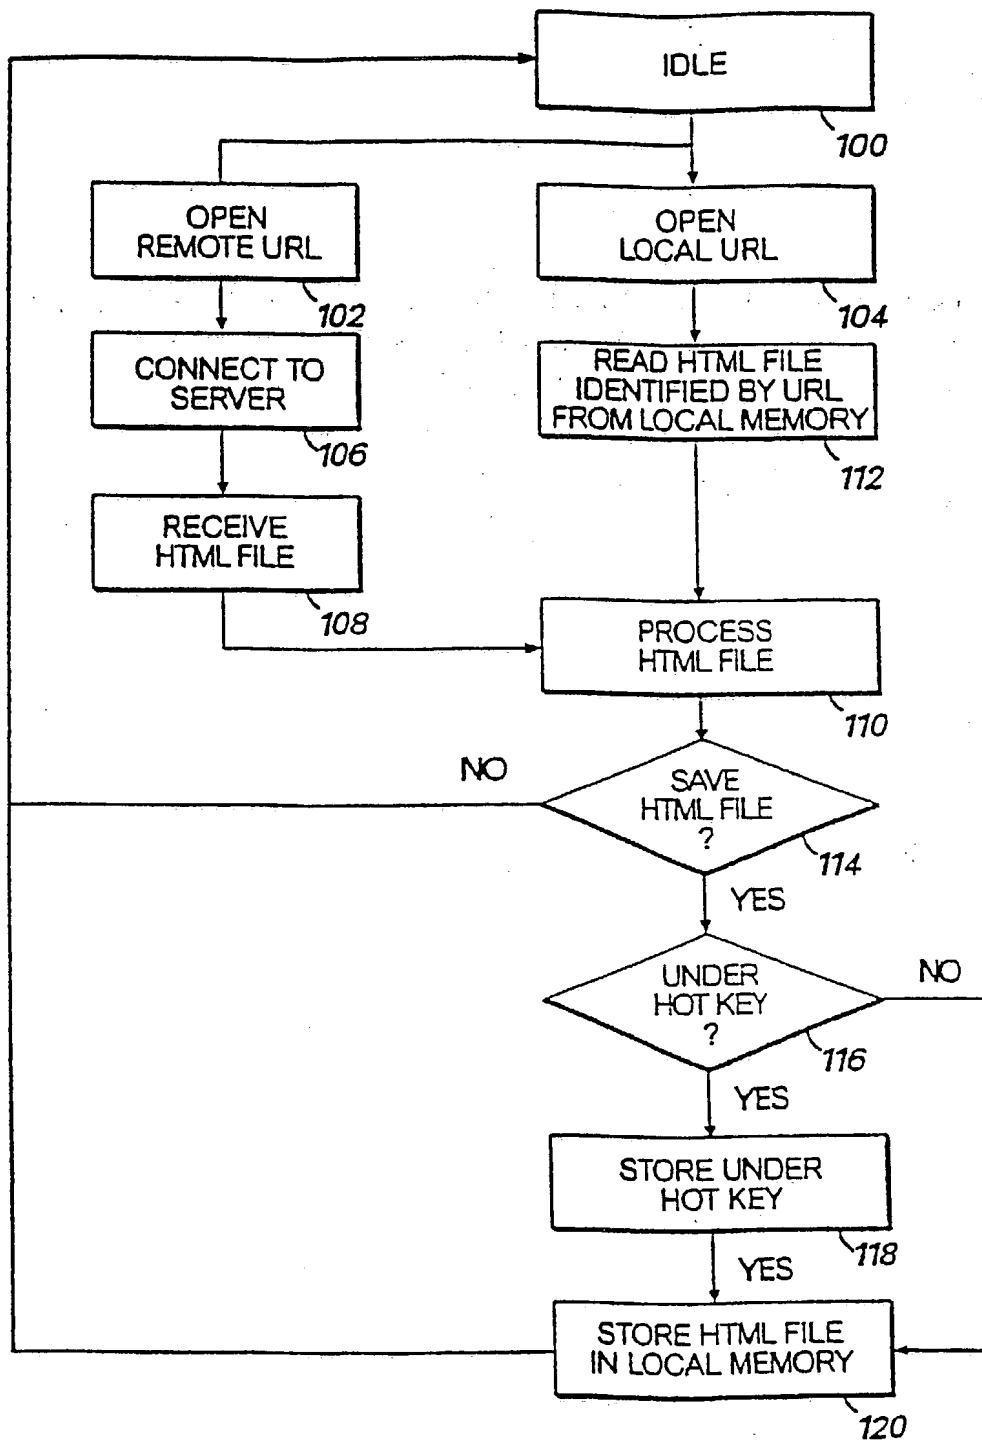 IDLE
100
OPEN
REMOTE URL
102
OPEN
LOCAL URL
104
CONNECT TO
SERVER
106
READ HTML FILE
IDENTIFIED BY URL
FROM LOCAL MEMORY
112
RECEIVE
HTML FILE
108
PROCESS
HTML FILE
110
NO
SAVE
HTML FILE
?
114
YES
UNDER
HOT KEY
?
116
NO
YES
STORE UNDER
HOT KEY
118
YES
STORE HTML FILE
IN LOCAL MEMORY
120